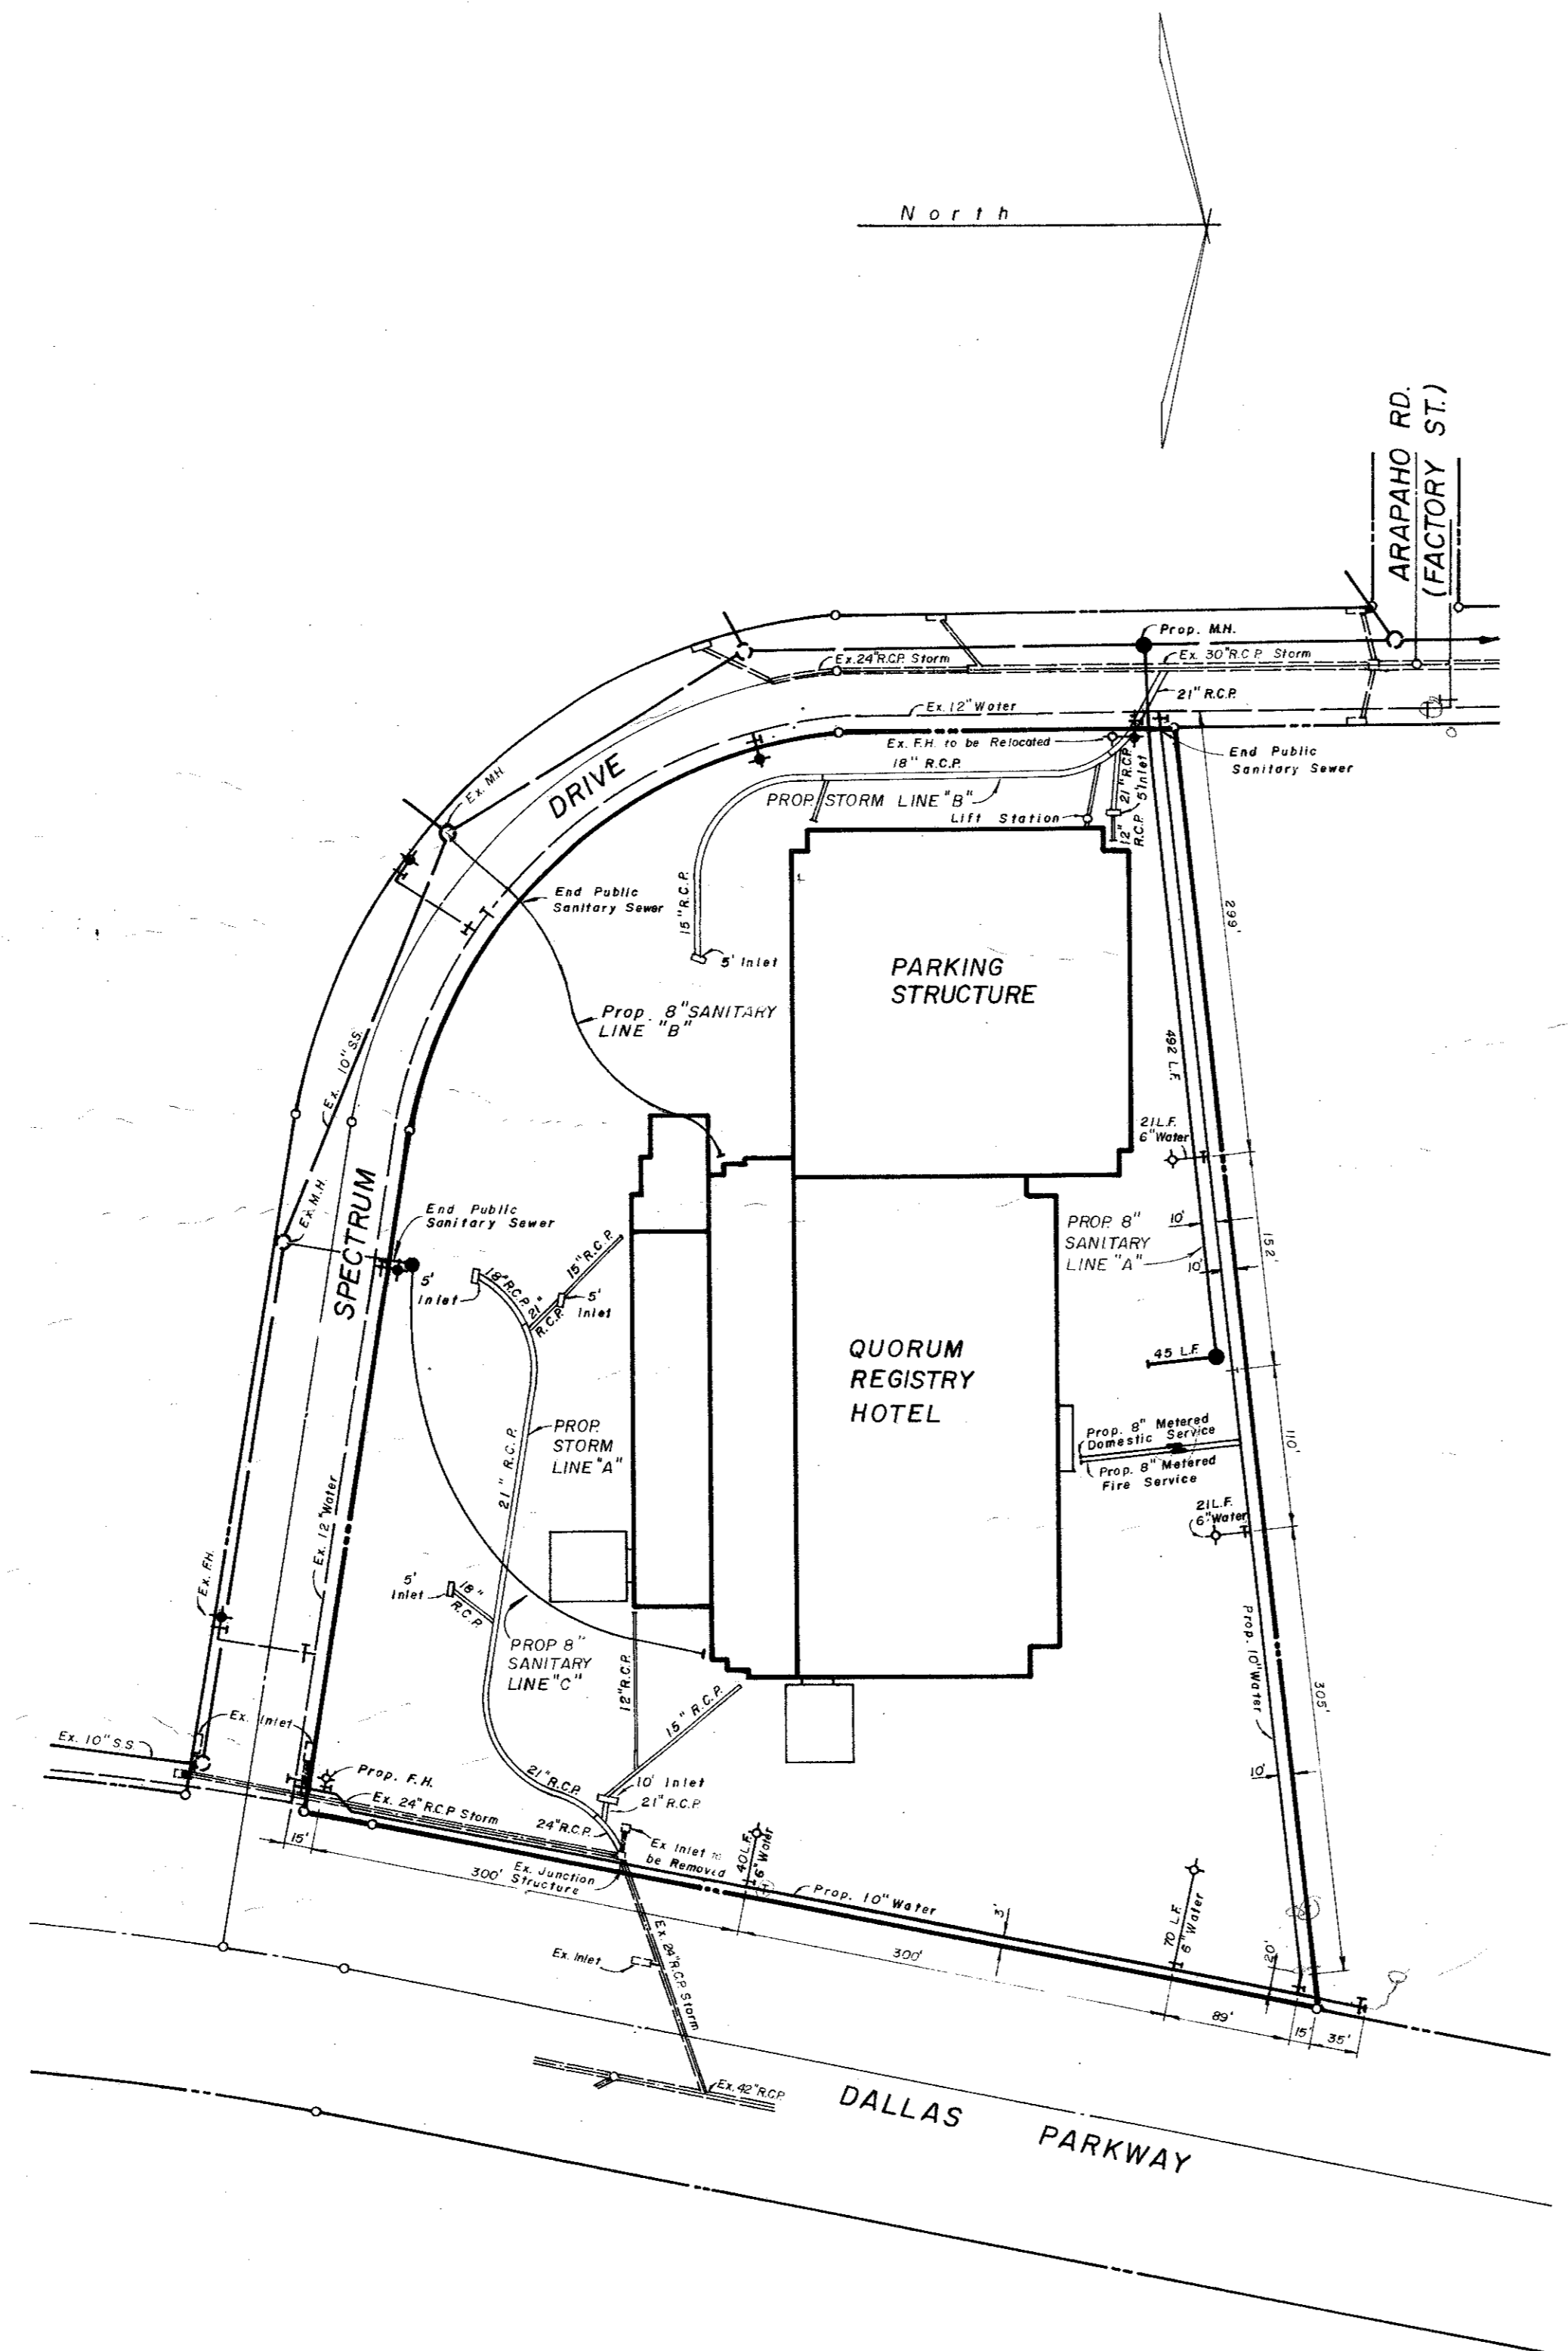 North
ARAPAHO RD.
(FACTORY ST.)
Prop. M.H.
Ex. 24" R.C.P. Storm
Ex. 30" R.C.P. Storm
21" R.C.P.
Ex. 12" Water
Ex. F.H. to be Relocated
End Public
Sanitary Sewer
18" R.C.P.
PROP. STORM LINE "B"
Lift Station
21" R.C.P.
5' Inlet
12"
R.C.P.
Ex. M.H.
DRIVE
End Public
Sanitary Sewer
15" R.C.P.
5' Inlet
299'
PARKING
STRUCTURE
Prop. 8" SANITARY
LINE "B"
492 L.F.
Ex. 10" S.S.
21 L.F.
6" Water
Ex. M.H.
SPECTRUM
End Public
Sanitary Sewer
PROP. 8"
SANITARY
LINE "A"
10'
10'
152'
15" R.C.P.
18" R.C.P.
5'
Inlet
21"
R.C.P.
5'
Inlet
QUORUM
REGISTRY
HOTEL
45 L.F.
PROP.
STORM
LINE "A"
21" R.C.P.
Prop. 8" Metered
Domestic Service
Prop. 8" Metered
Fire Service
110'
Ex. 12" Water
21 L.F.
6" Water
Ex. F.H.
5'
Inlet
18"
R.C.P.
PROP 8"
SANITARY
LINE "C"
12" R.C.P.
15" R.C.P.
Prop. 10" Water
305'
Ex. Inlet
Ex. 10" S.S.
Prop. F.H.
Ex. 24" R.C.P. Storm
21" R.C.P.
10' Inlet
21" R.C.P.
24" R.C.P.
10'
15'
300'
Ex. Junction
Structure
Ex Inlet to
be Removed
40 L.F.
6" Water
Prop. 10" Water
3'
300'
70 L.F.
6" Water
20'
Ex. Inlet
Ex. 24" R.C.P. Storm
89'
15'
35'
Ex. 42" R.C.P.
DALLAS PARKWAY